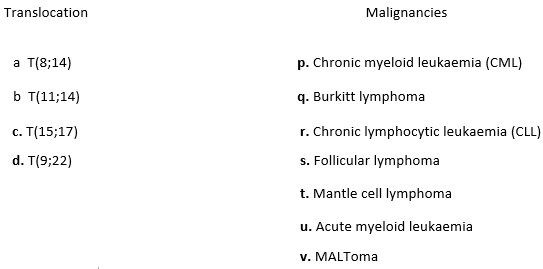 Translocation Malignancies
a T(8;14) p. Chronic myeloid leukaemia (CML)
b T(11;14) q. Burkitt lymphoma
c. T(15;17) r. Chronic lymphocytic leukaemia (CLL)
d. T(9;22) s. Follicular lymphoma
t. Mantle cell lymphoma
u. Acute myeloid leukaemia
v. MALToma